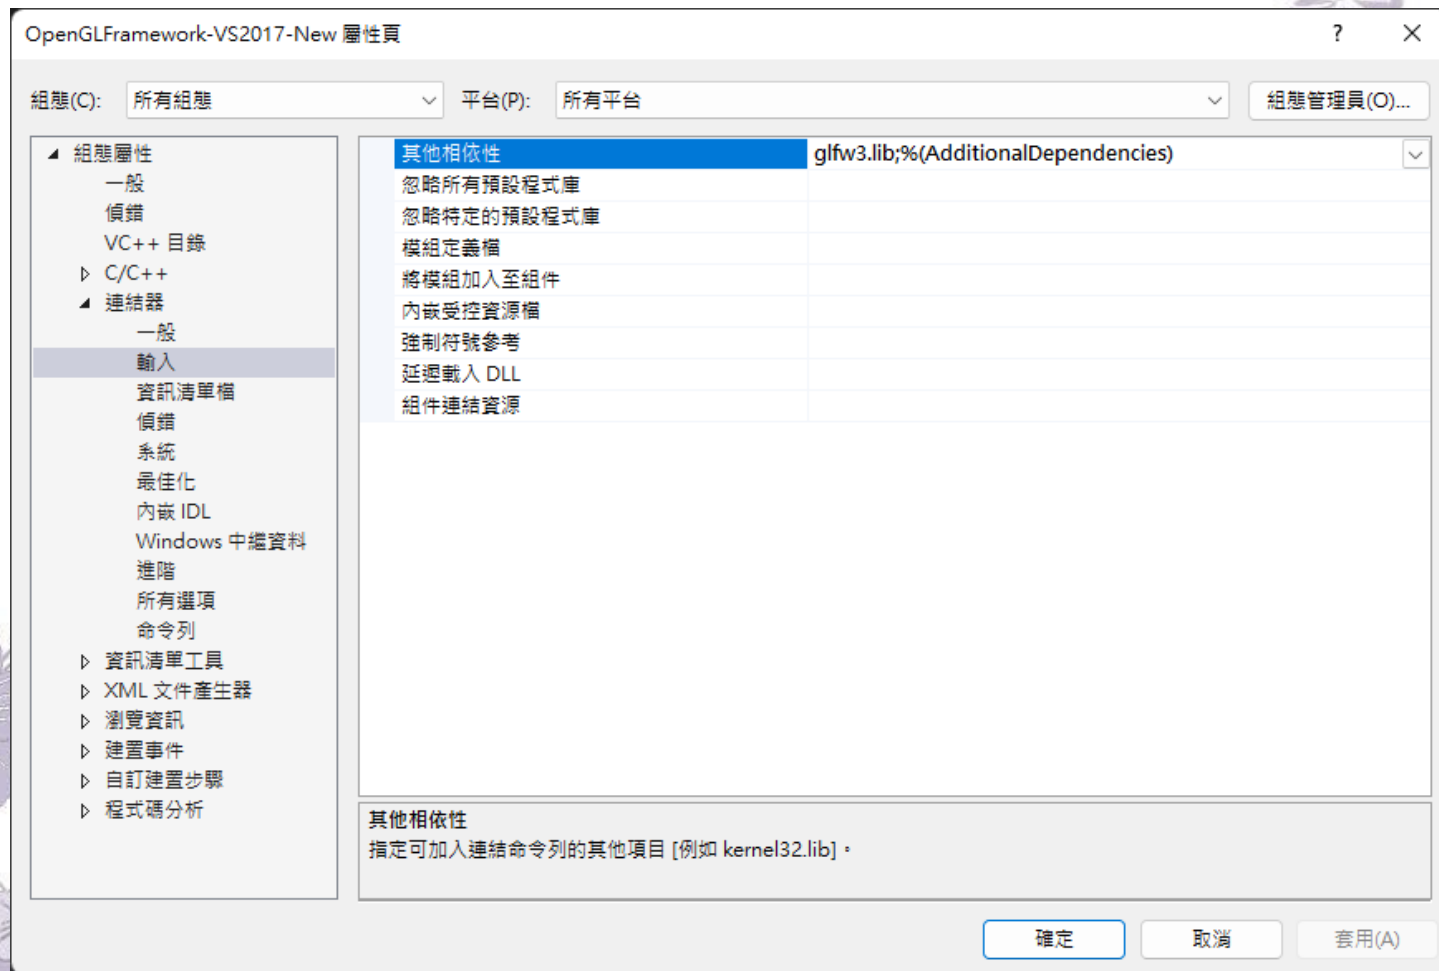 OpenGLFramework-VS2017-New 屬性頁
組態(C): 所有組態 平台(P): 所有平台 組態管理員(O)...
組態屬性
一般
偵錯
VC++ 目錄
C/C++
連結器
一般
輸入
資訊清單檔
偵錯
系統
最佳化
內嵌 IDL
Windows 中繼資料
進階
所有選項
命令列
資訊清單工具
XML 文件產生器
瀏覽資訊
建置事件
自訂建置步驟
程式碼分析
其他相依性 glfw3.lib;%(AdditionalDependencies)
忽略所有預設程式庫
忽略特定的預設程式庫
模組定義檔
將模組加入至組件
內嵌受控資源檔
強制符號參考
延遲載入 DLL
組件連結資源
其他相依性
指定可加入連結命令列的其他項目 [例如 kernel32.lib]。
確定 取消 套用(A)